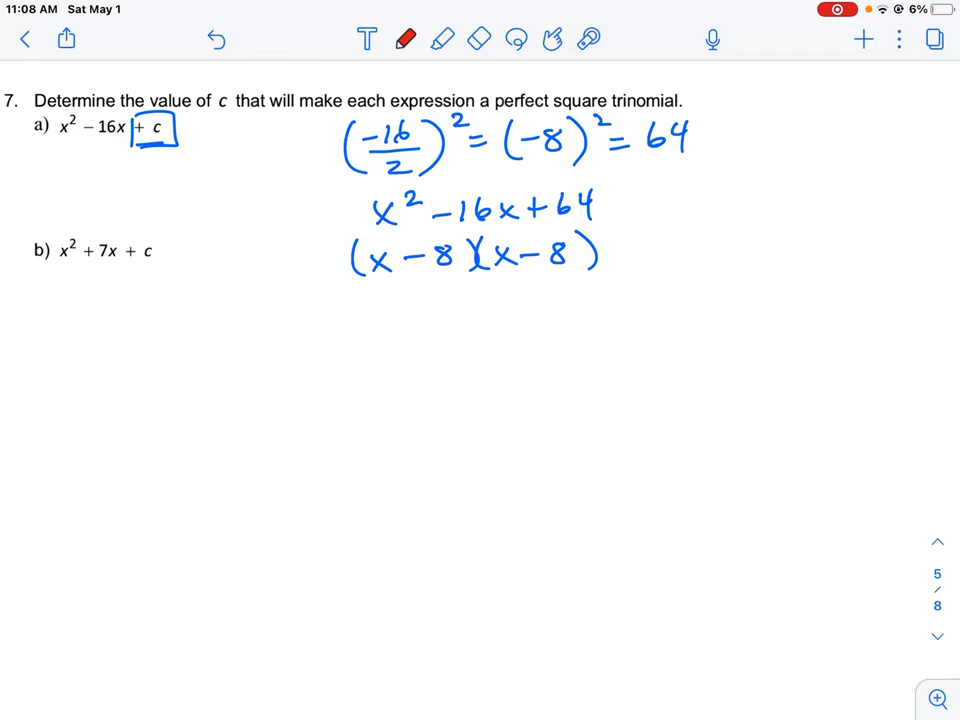 11:08 AM Sat May 1 6%
T
7. Determine the value of c that will make each expression a perfect square trinomial.
a) x² – 16x + c
(-16/2)² = (-8)² = 64
x² - 16x + 64
b) x² + 7x + c
(x - 8)(x - 8)
5
/
8